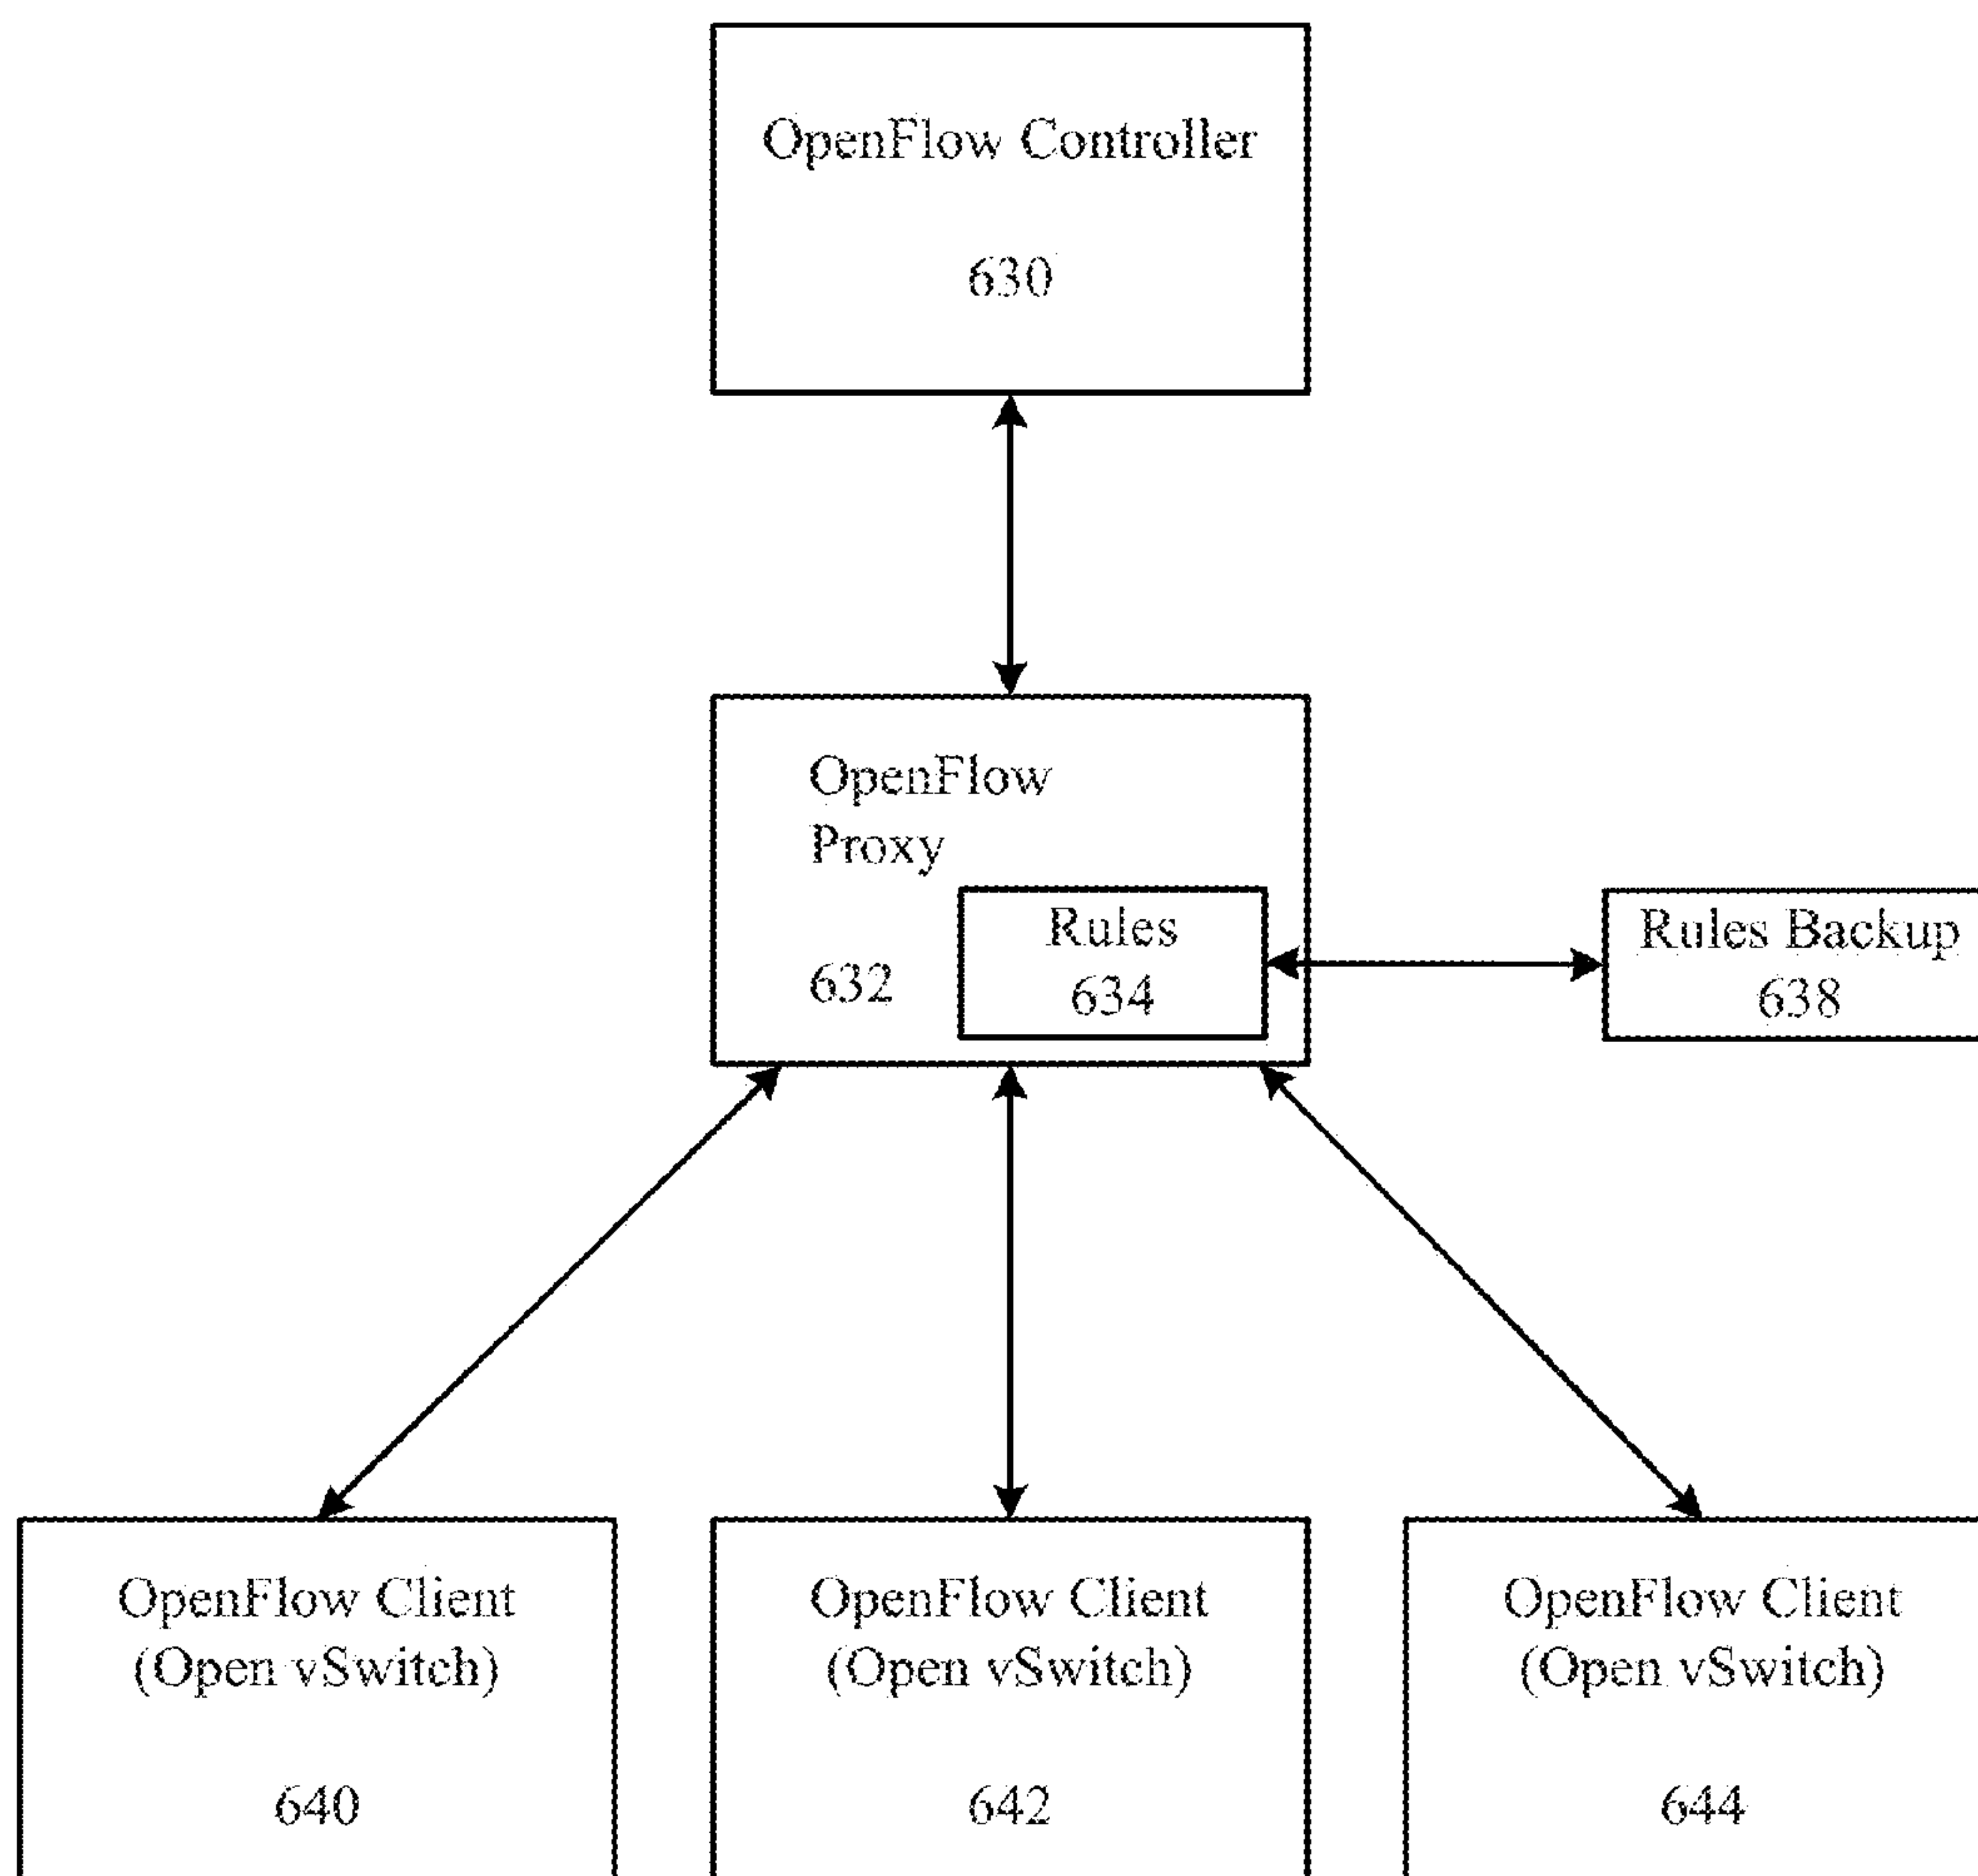 OpenFlow Controller
630
OpenFlow
Proxy
632
Rules
634
Rules Backup
638
OpenFlow Client
(Open vSwitch)
640
OpenFlow Client
(Open vSwitch)
642
OpenFlow Client
(Open vSwitch)
644